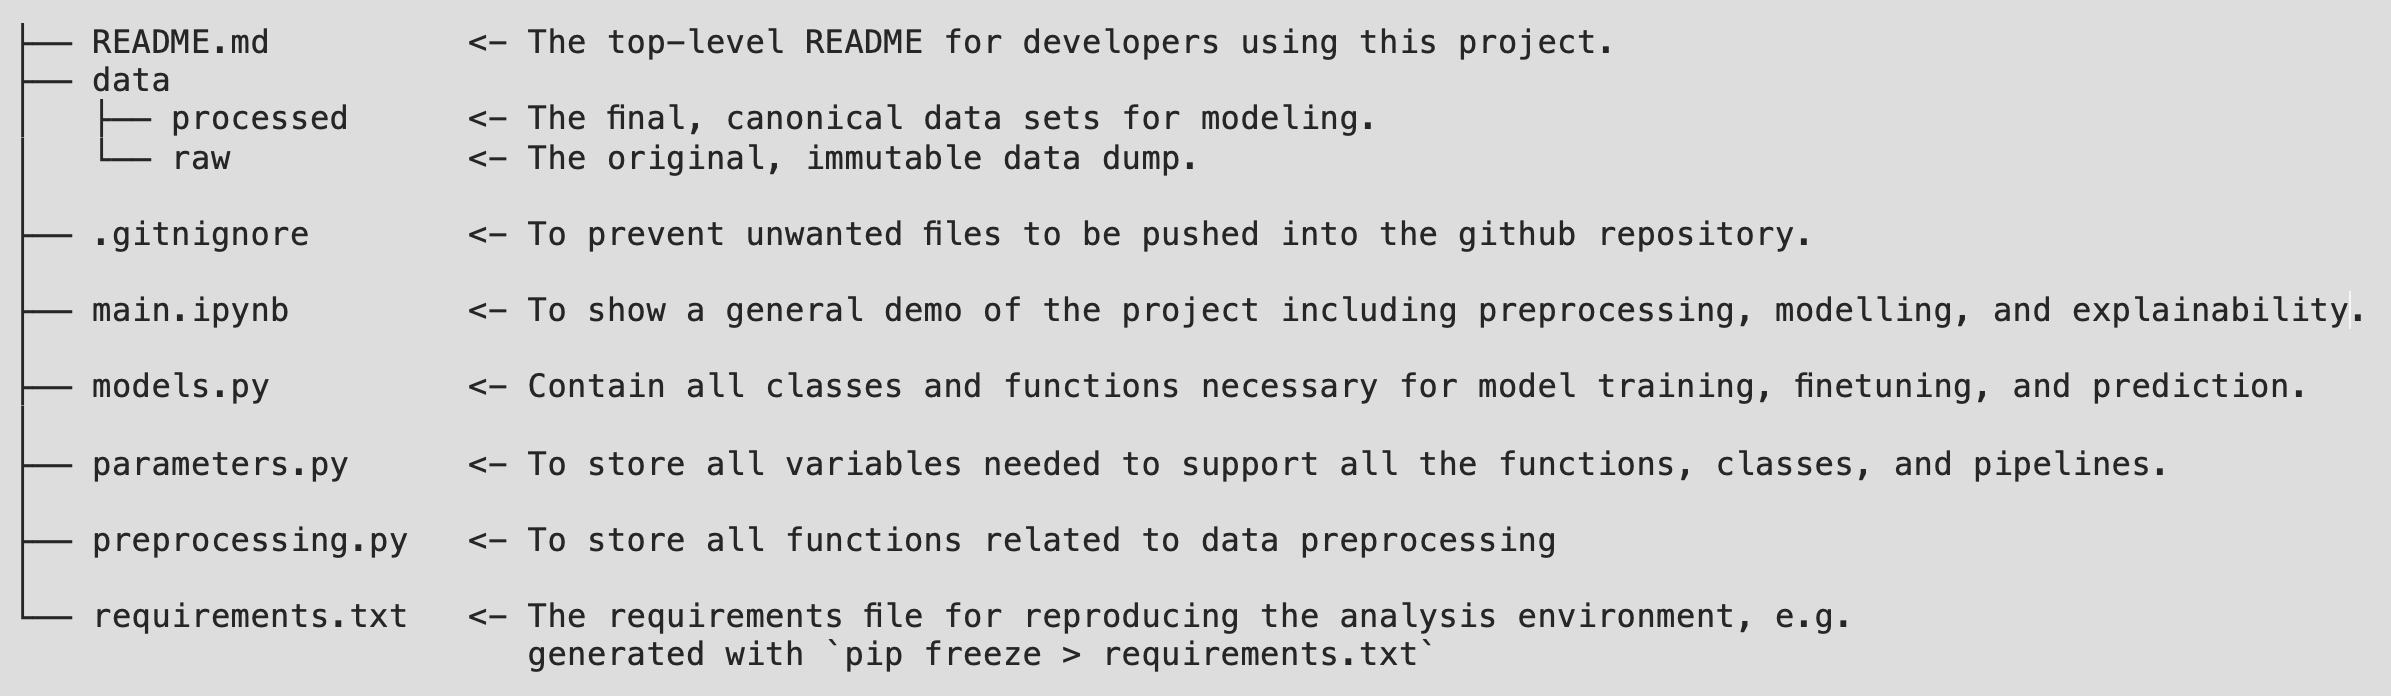 ├── README.md          <- The top-level README for developers using this project.
├── data
│   ├── processed      <- The final, canonical data sets for modeling.
│   └── raw            <- The original, immutable data dump.
│
├── .gitnignore        <- To prevent unwanted files to be pushed into the github repository.
│
├── main.ipynb         <- To show a general demo of the project including preprocessing, modelling, and explainability.
│
├── models.py          <- Contain all classes and functions necessary for model training, finetuning, and prediction.
│
├── parameters.py      <- To store all variables needed to support all the functions, classes, and pipelines.
│
├── preprocessing.py   <- To store all functions related to data preprocessing
│
└── requirements.txt   <- The requirements file for reproducing the analysis environment, e.g.
                          generated with `pip freeze > requirements.txt`